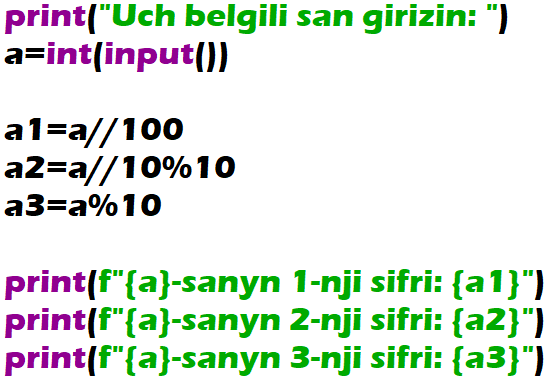 print("Uch belgili san girizin: ")
a=int(input())
a1=a//100
a2=a//10%10
a3=a%10
print(f"{a}-sanyn 1-nji sifri: {a1}")
print(f"{a}-sanyn 2-nji sifri: {a2}")
print(f"{a}-sanyn 3-nji sifri: {a3}")